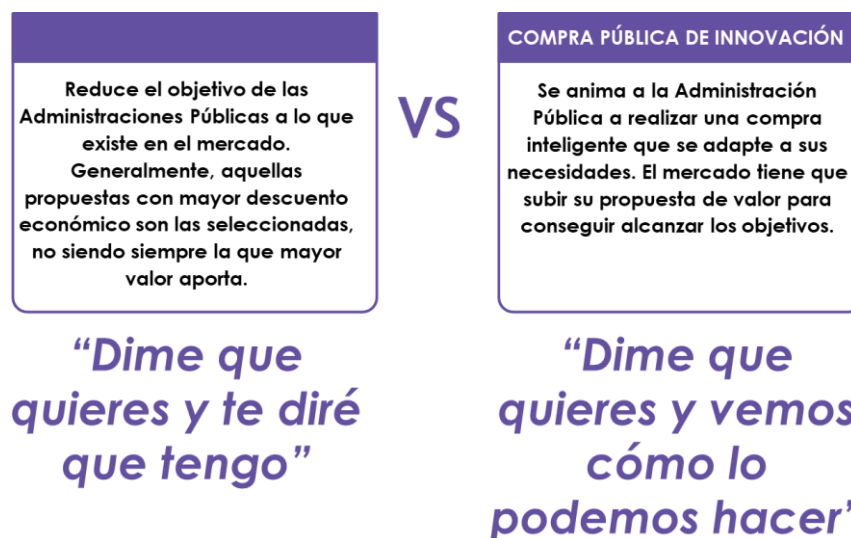 Reduce el objetivo de las
Administraciones Públicas a lo que
existe en el mercado.
Generalmente, aquellas
propuestas con mayor descuento
económico son las seleccionadas,
no siendo siempre la que mayor
valor aporta.
“Dime que
quieres y te diré
que tengo”
VS
COMPRA PÚBLICA DE INNOVACIÓN
Se anima a la Administración
Pública a realizar una compra
inteligente que se adapte a sus
necesidades. El mercado tiene que
subir su propuesta de valor para
conseguir alcanzar los objetivos.
“Dime que
quieres y vemos
cómo lo
podemos hacer”